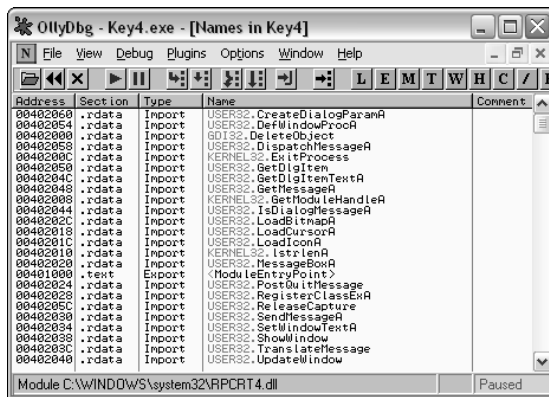 OllyDbg - Key4.exe - [Names in Key4]
N File View Debug Plugins Options Window Help
L E M T W H C /
Address Section Type Name Comment
00402060 .rdata Import USER32.CreateDialogParamA
00402054 .rdata Import USER32.DefWindowProcA
00402000 .rdata Import GDI32.DeleteObject
00402058 .rdata Import USER32.DispatchMessageA
0040200C .rdata Import KERNEL32.ExitProcess
00402050 .rdata Import USER32.GetDlgItem
0040204C .rdata Import USER32.GetDlgItemTextA
00402048 .rdata Import USER32.GetMessageA
00402008 .rdata Import KERNEL32.GetModuleHandleA
00402044 .rdata Import USER32.IsDialogMessageA
0040202C .rdata Import USER32.LoadBitmapA
00402018 .rdata Import USER32.LoadCursorA
0040201C .rdata Import USER32.LoadIconA
00402010 .rdata Import KERNEL32.lstrlenA
00402020 .rdata Import USER32.MessageBoxA
00401000 .text Export <ModuleEntryPoint>
00402024 .rdata Import USER32.PostQuitMessage
00402028 .rdata Import USER32.RegisterClassExA
0040205C .rdata Import USER32.ReleaseCapture
00402030 .rdata Import USER32.SendMessageA
00402034 .rdata Import USER32.SetWindowTextA
00402038 .rdata Import USER32.ShowWindow
0040203C .rdata Import USER32.TranslateMessage
00402040 .rdata Import USER32.UpdateWindow
Module C:\WINDOWS\system32\RPCRT4.dll Paused